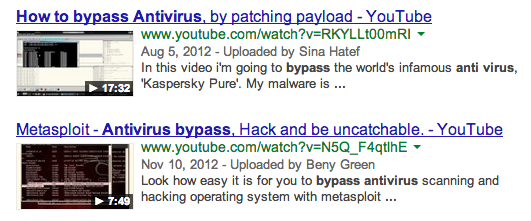 How to bypass Antivirus, by patching payload - YouTube
www.youtube.com/watch?v=RKYLLt00mRI
Aug 5, 2012 - Uploaded by Sina Hatef
In this video i'm going to bypass the world's infamous anti virus,
'Kaspersky Pure'. My malware is ...
17:32
Metasploit - Antivirus bypass, Hack and be uncatchable. - YouTube
www.youtube.com/watch?v=N5Q_F4qtlhE
Nov 10, 2012 - Uploaded by Beny Green
Look how easy it is for you to bypass antivirus scanning and
hacking operating system with metasploit ...
7:49